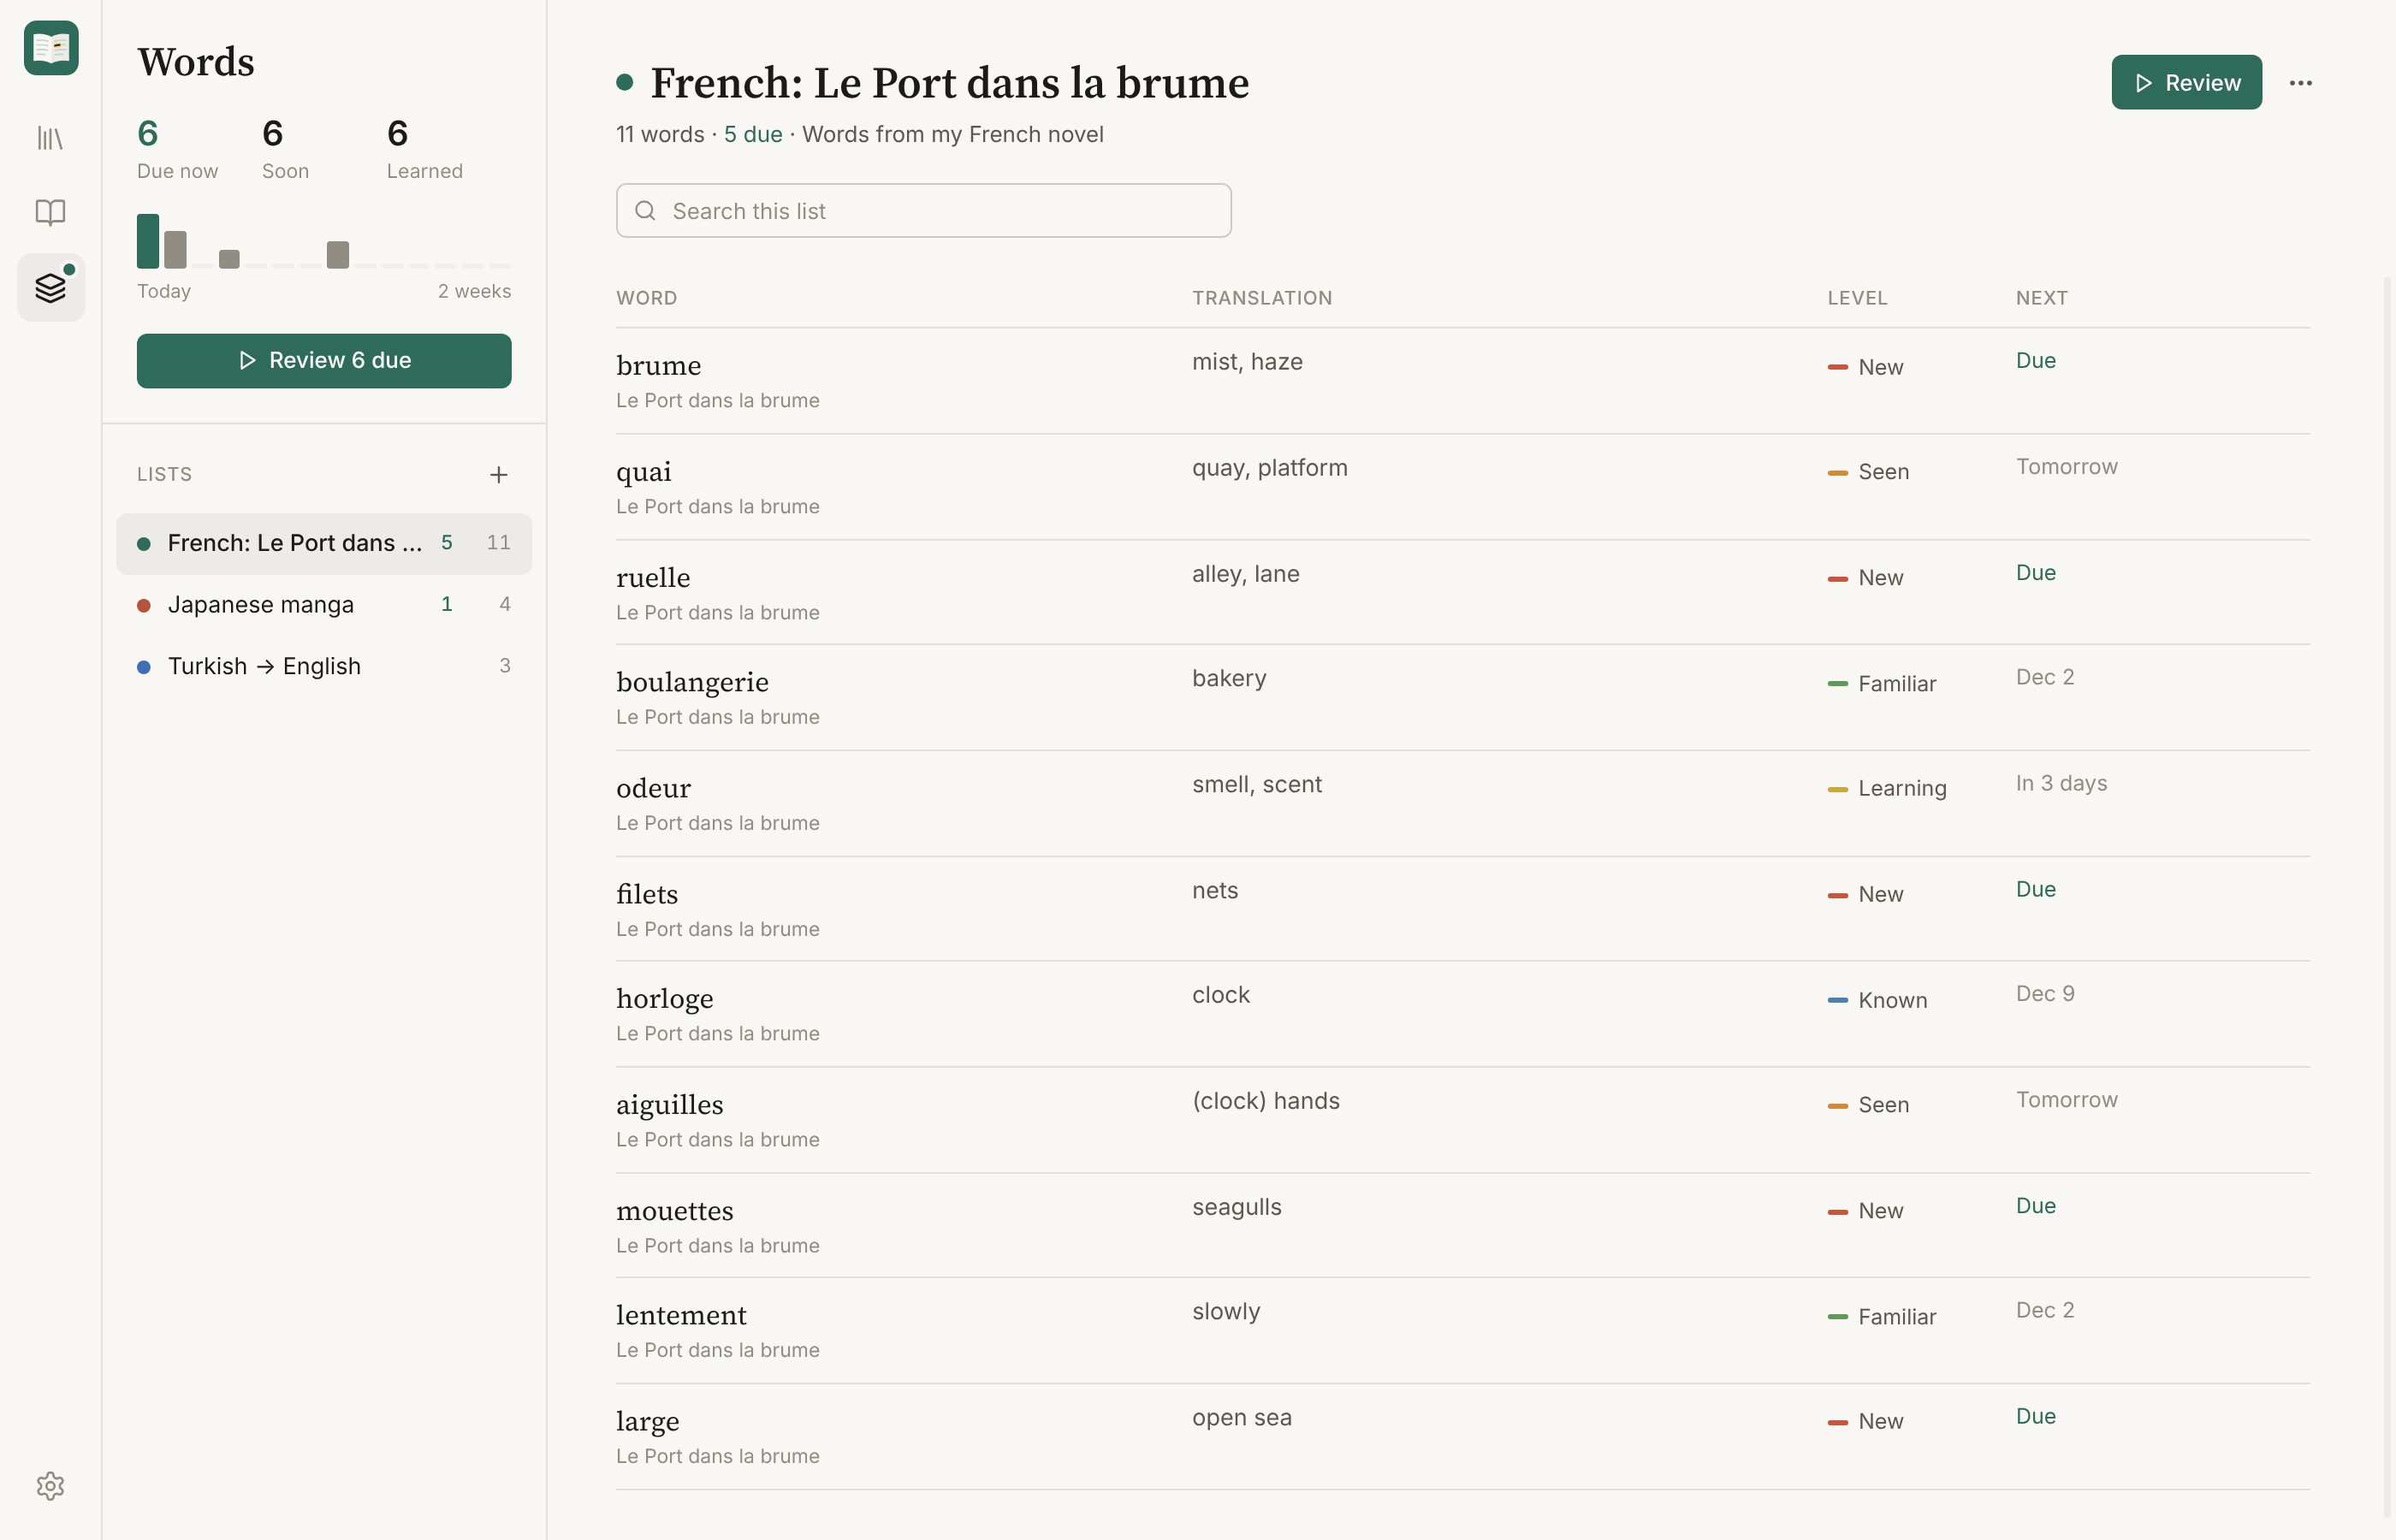 Words
6 6 6
Due now Soon Learned
Today 2 weeks
Review 6 due
LISTS
French: Le Port dans ... 5 11
Japanese manga 1 4
Turkish → English 3
French: Le Port dans la brume
Review
11 words · 5 due · Words from my French novel
Search this list
WORD TRANSLATION LEVEL NEXT
brume mist, haze New Due
Le Port dans la brume
quai quay, platform Seen Tomorrow
Le Port dans la brume
ruelle alley, lane New Due
Le Port dans la brume
boulangerie bakery Familiar Dec 2
Le Port dans la brume
odeur smell, scent Learning In 3 days
Le Port dans la brume
filets nets New Due
Le Port dans la brume
horloge clock Known Dec 9
Le Port dans la brume
aiguilles (clock) hands Seen Tomorrow
Le Port dans la brume
mouettes seagulls New Due
Le Port dans la brume
lentement slowly Familiar Dec 2
Le Port dans la brume
large open sea New Due
Le Port dans la brume